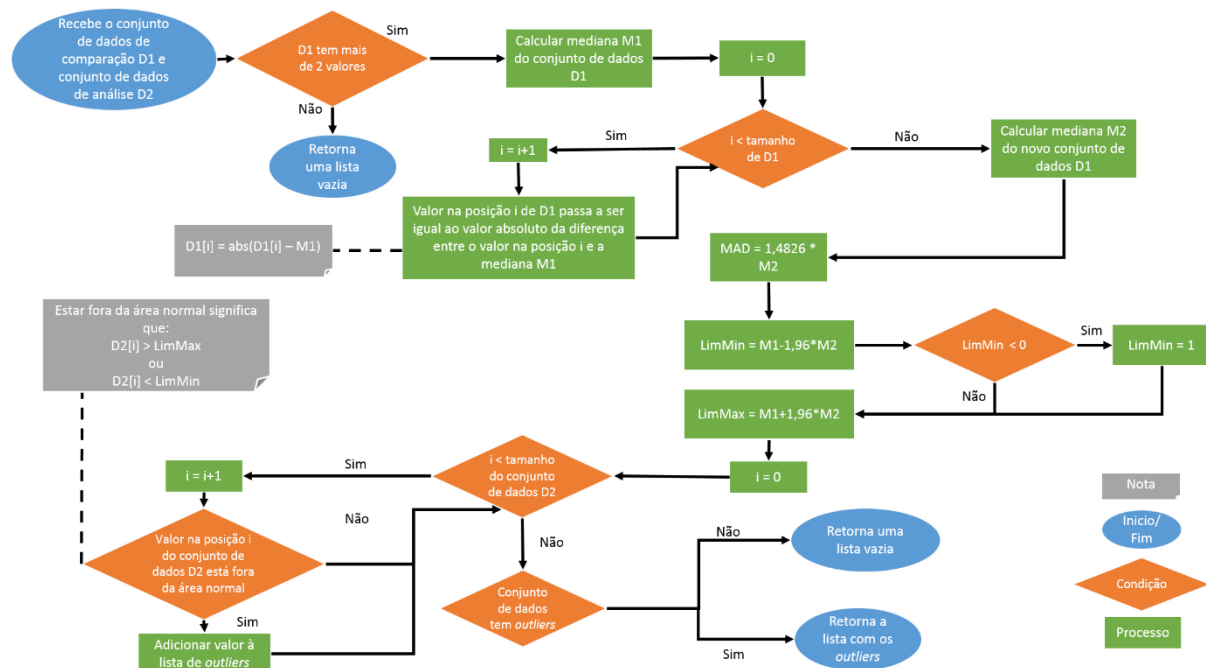 Recebe o conjunto
de dados de
comparação D1 e
conjunto de dados
de análise D2
D1 tem mais
de 2 valores
Sim
Não
Retorna
uma lista
vazia
Calcular mediana M1
do conjunto de dados
D1
i = 0
i < tamanho
de D1
Sim
Não
i = i+1
Valor na posição i de D1 passa a ser
igual ao valor absoluto da diferença
entre o valor na posição i e a
mediana M1
D1[i] = abs(D1[i] – M1)
Calcular mediana M2
do novo conjunto de
dados D1
MAD = 1,4826 *
M2
LimMin = M1-1,96*M2
LimMin < 0
Sim
LimMin = 1
Não
LimMax = M1+1,96*M2
i = 0
i < tamanho
do conjunto
de dados D2
Sim
Não
i = i+1
Valor na posição i
do conjunto de
dados D2 está fora
da área normal
Não
Sim
Adicionar valor à
lista de outliers
Estar fora da área normal significa
que:
D2[i] > LimMax
ou
D2[i] < LimMin
Conjunto
de dados
tem outliers
Não
Retorna uma
lista vazia
Sim
Retorna a
lista com os
outliers
Nota
Inicio/
Fim
Condição
Processo